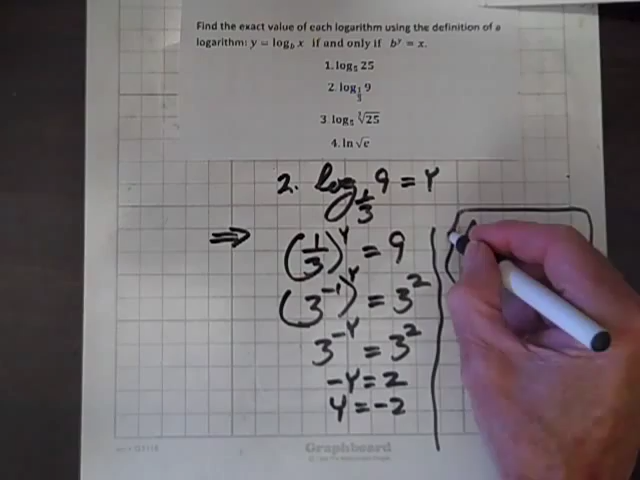 Find the exact value of each logarithm using the definition of a
logarithm: y = log_b x if and only if b^y = x.
1. log₅ 25
2. log_{1/3} 9
3. log₅ ∛25
4. ln √e
2. log_{1/3} 9 = Y
⇒ (1/3)^Y = 9
(3^{-1})^Y = 3^2
3^{-Y} = 3^2
-Y = 2
Y = -2
Graphboard